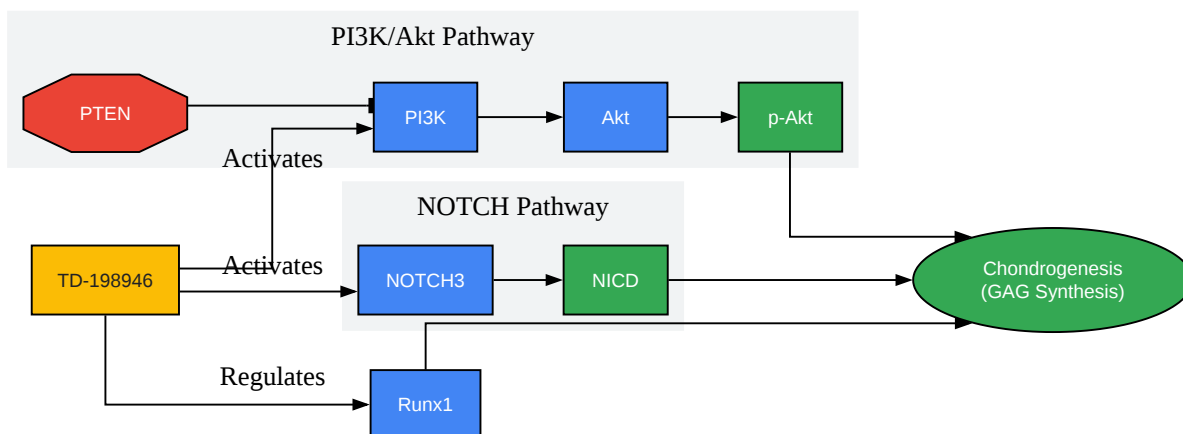 PI3K/Akt Pathway
PTEN
PI3K
Akt
p-Akt
Activates
NOTCH Pathway
TD-198946
Activates
NOTCH3
NICD
Chondrogenesis
(GAG Synthesis)
Regulates
Runx1